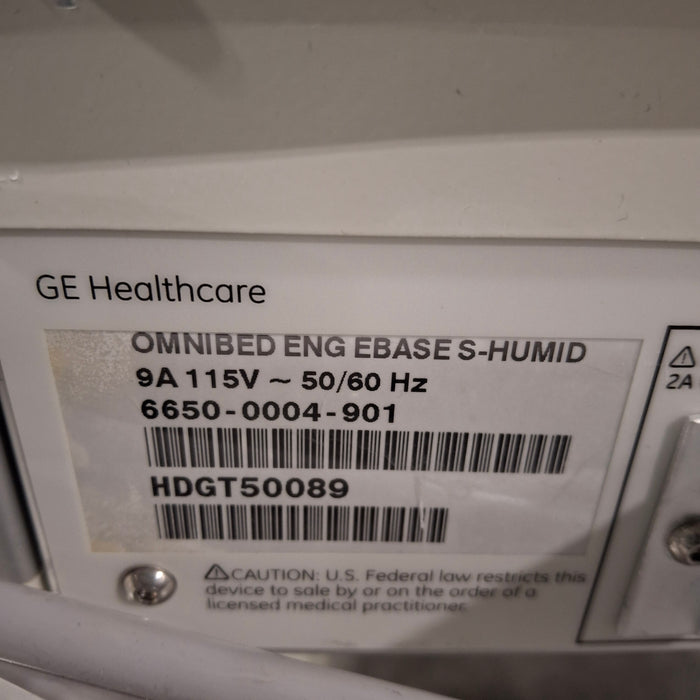 GE Healthcare
OMNIBED ENG EBASE S-HUMID
9A 115V ~ 50/60 Hz
6650-0004-901
HDGT50089
⚠CAUTION: U.S. Federal law restricts this
device to sale by or on the order of a
licensed medical practitioner.
⚠
2A